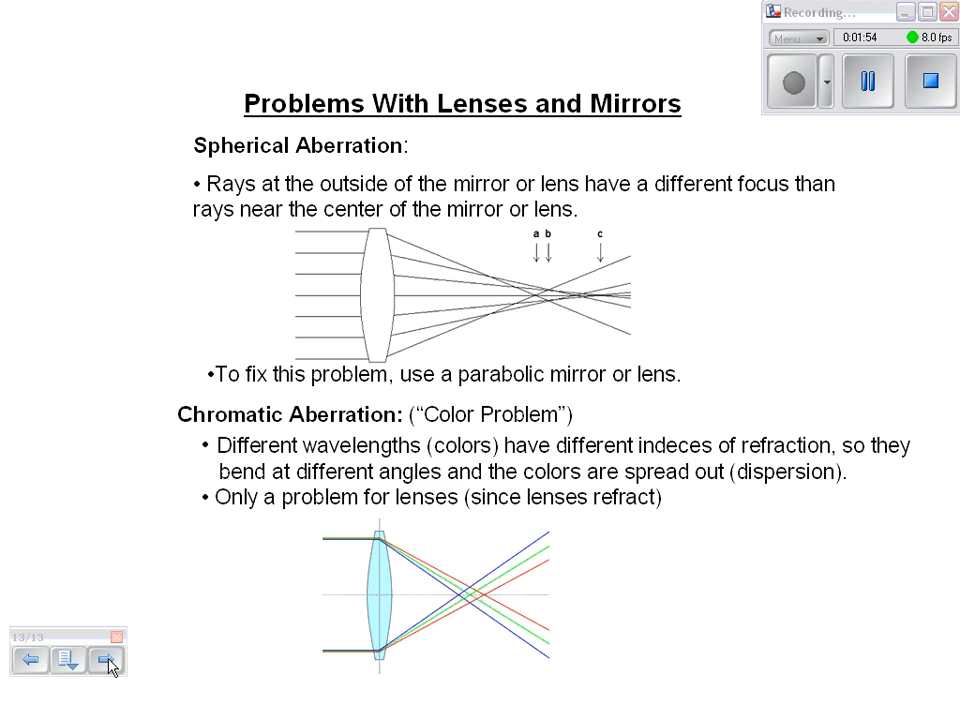 Recording...
Menu
0:01:54
8.0 fps
Problems With Lenses and Mirrors
Spherical Aberration:
• Rays at the outside of the mirror or lens have a different focus than
rays near the center of the mirror or lens.
a b c
•To fix this problem, use a parabolic mirror or lens.
Chromatic Aberration: (“Color Problem”)
• Different wavelengths (colors) have different indeces of refraction, so they
bend at different angles and the colors are spread out (dispersion).
• Only a problem for lenses (since lenses refract)
13/13